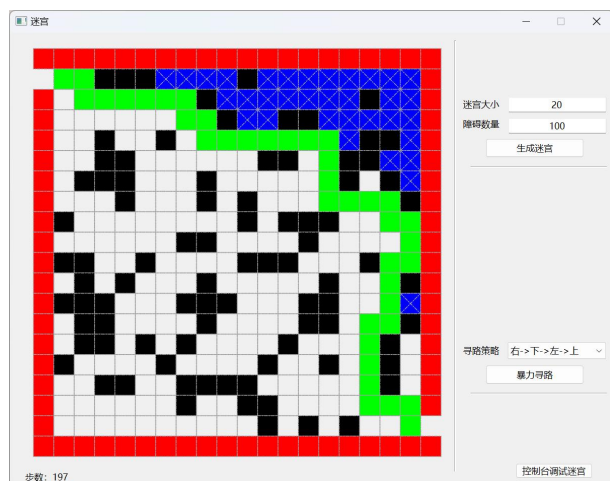 迷宫
迷宫大小 20
障碍数量 100
生成迷宫
寻路策略 右->下->左->上
暴力寻路
步数: 197
控制台调试迷宫